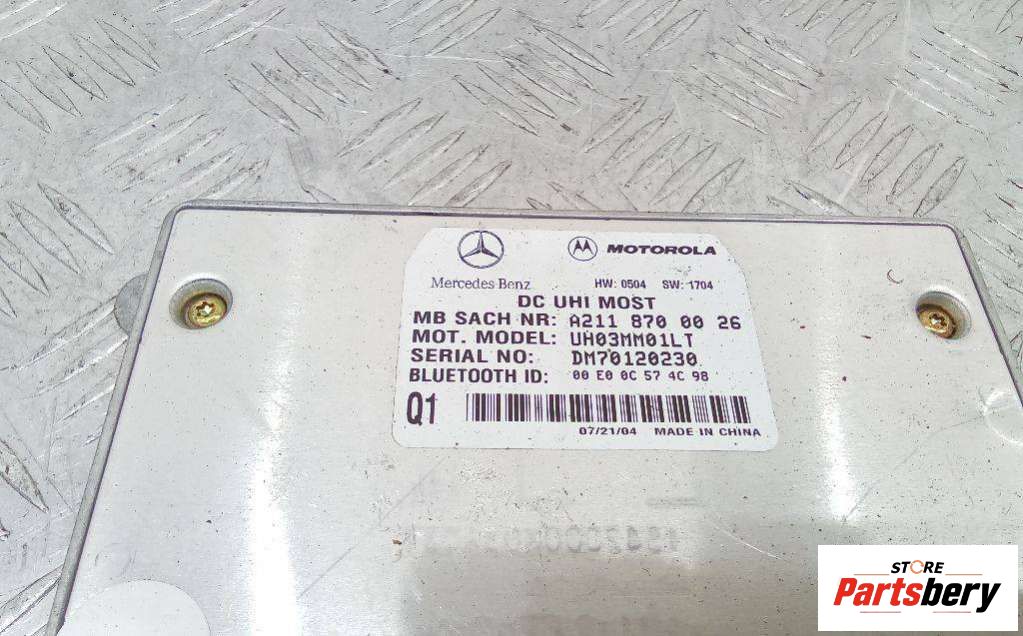 MOTOROLA
Mercedes Benz HW: 0504 SW: 1704
DC UHI MOST
MB SACH NR: A211 870 00 26
MOT. MODEL: UH03MM01LT
SERIAL NO: DM70120230
BLUETOOTH ID: 00 E0 0C 57 4C 98
Q1
07/21/04 MADE IN CHINA
STORE
Partsbery